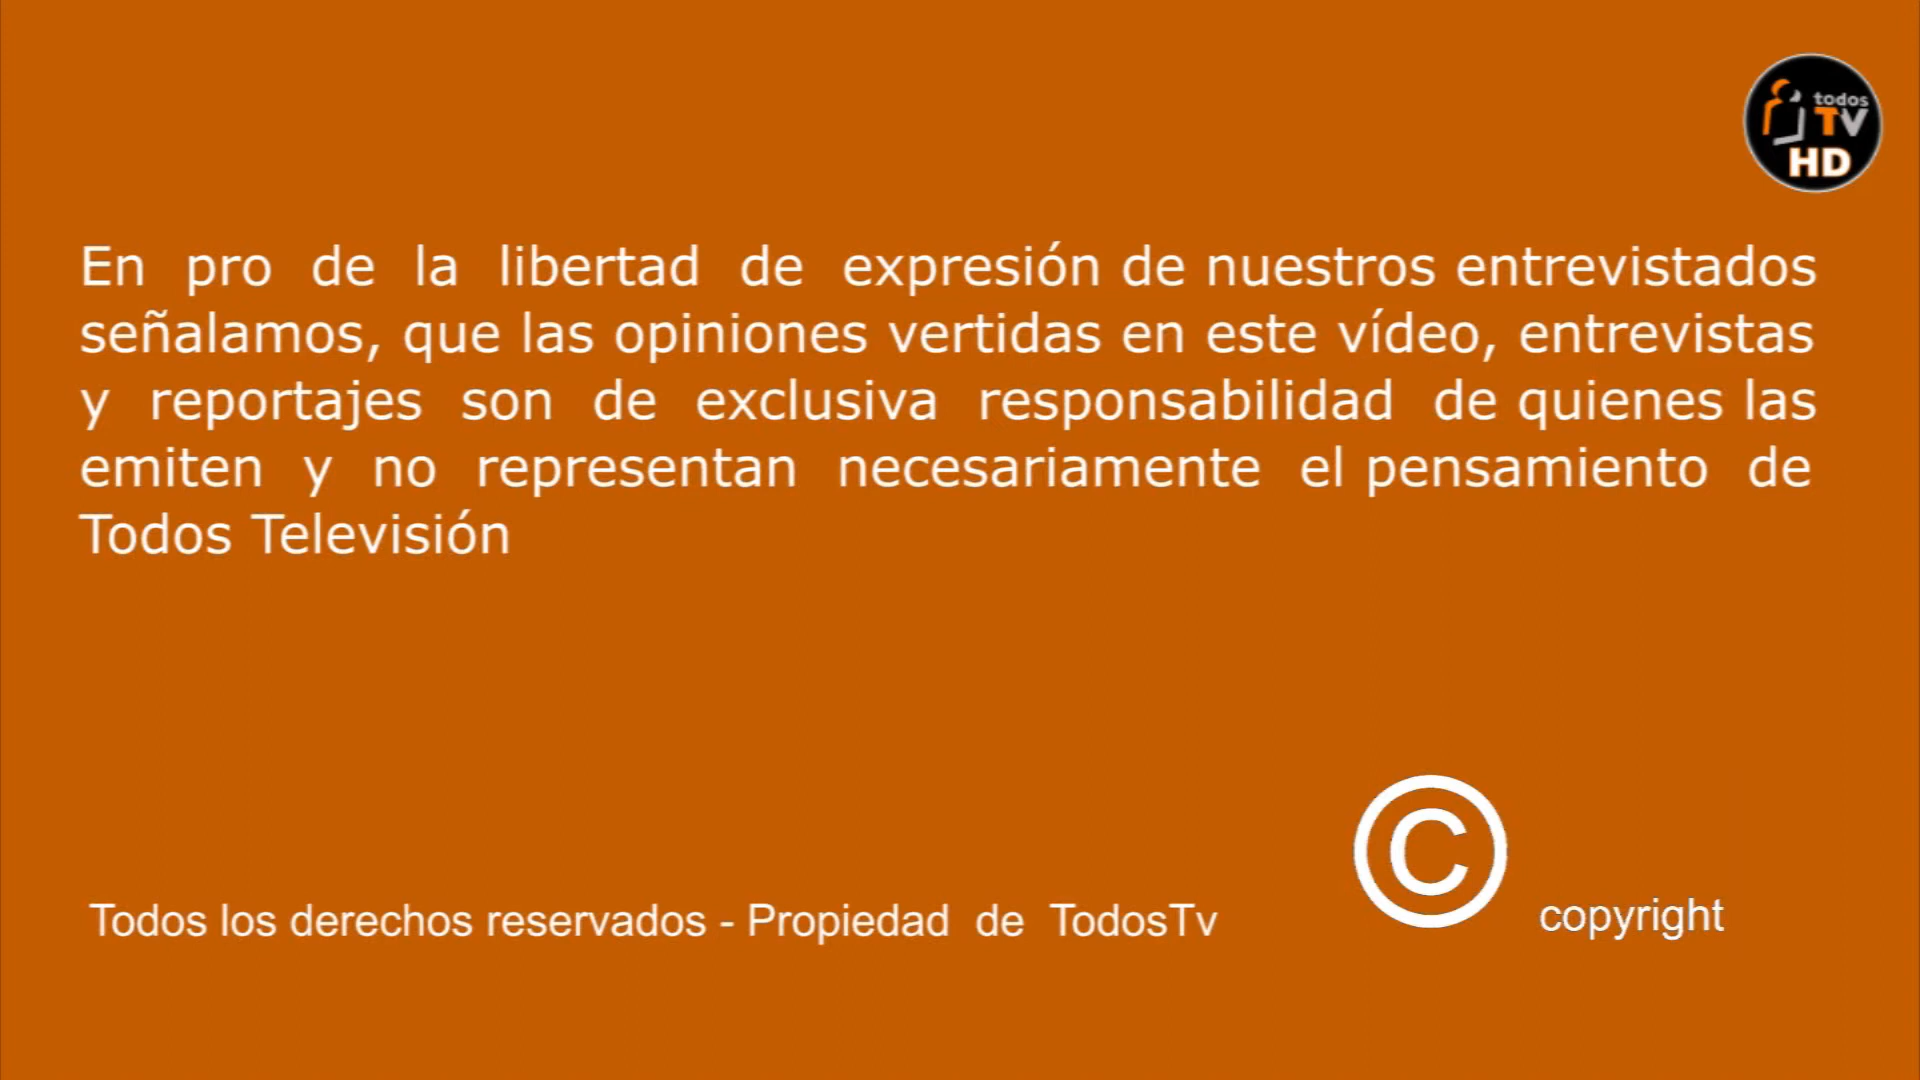 todos
TV
HD
En pro de la libertad de expresión de nuestros entrevistados
señalamos, que las opiniones vertidas en este vídeo, entrevistas
y reportajes son de exclusiva responsabilidad de quienes las
emiten y no representan necesariamente el pensamiento de
Todos Televisión
©
Todos los derechos reservados - Propiedad de TodosTv
copyright